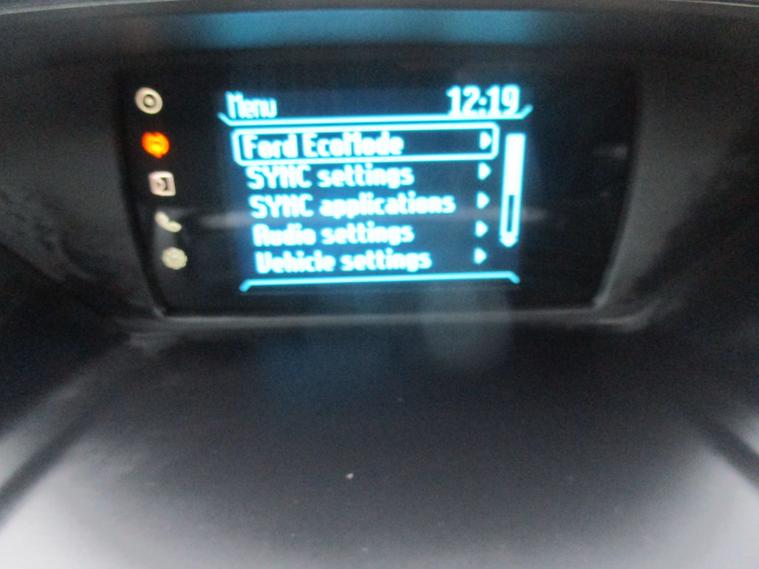 Menu 12:19
Ford EcoMode
SYNC settings
SYNC applications
Audio settings
Vehicle settings